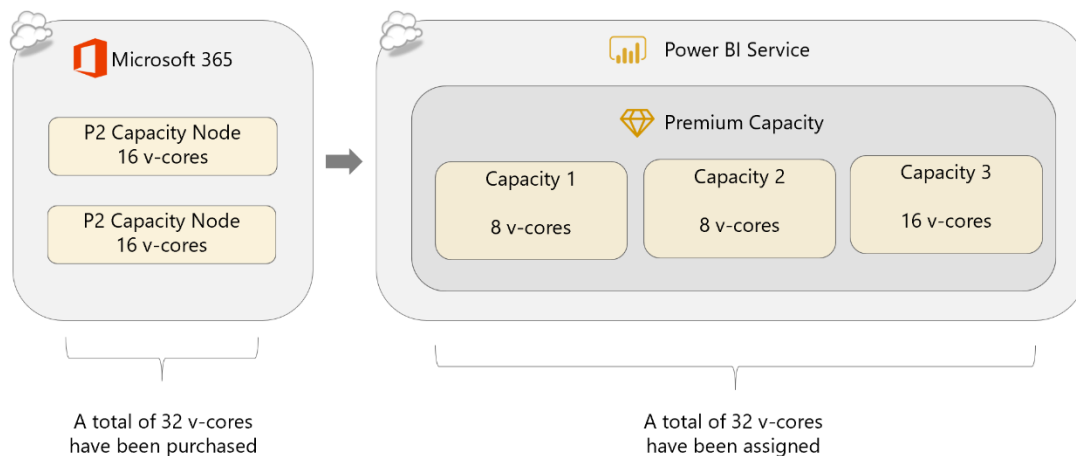 Microsoft 365
P2 Capacity Node
16 v-cores
P2 Capacity Node
16 v-cores
A total of 32 v-cores
have been purchased
Power BI Service
Premium Capacity
Capacity 1
8 v-cores
Capacity 2
8 v-cores
Capacity 3
16 v-cores
A total of 32 v-cores
have been assigned